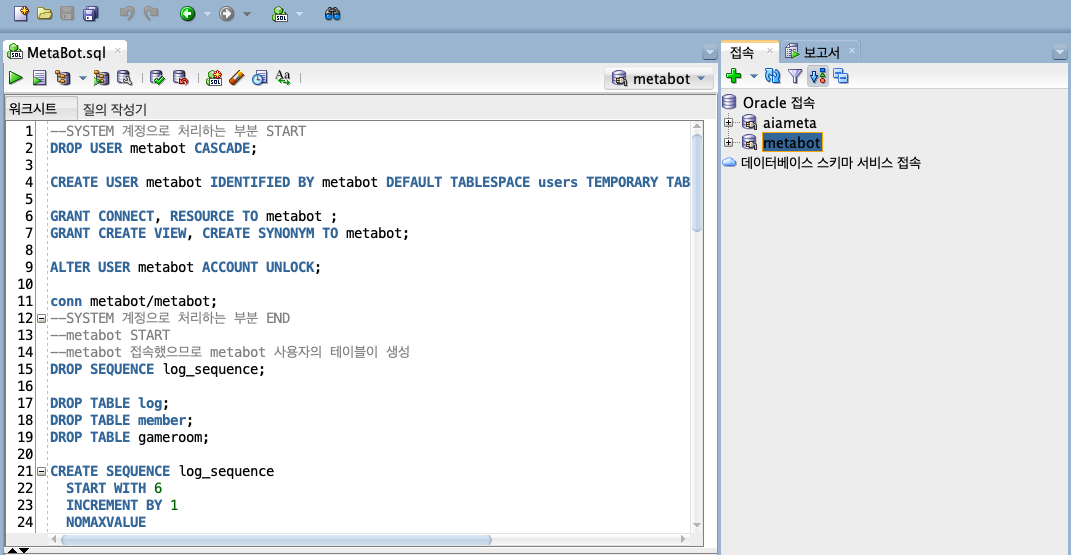 MetaBot.sql
metabot
워크시트 질의 작성기
1 --SYSTEM 계정으로 처리하는 부분 START
2 DROP USER metabot CASCADE;
3
4 CREATE USER metabot IDENTIFIED BY metabot DEFAULT TABLESPACE users TEMPORARY TAB
5
6 GRANT CONNECT, RESOURCE TO metabot ;
7 GRANT CREATE VIEW, CREATE SYNONYM TO metabot;
8
9 ALTER USER metabot ACCOUNT UNLOCK;
10
11 conn metabot/metabot;
12 --SYSTEM 계정으로 처리하는 부분 END
13 --metabot START
14 --metabot 접속했으므로 metabot 사용자의 테이블이 생성
15 DROP SEQUENCE log_sequence;
16
17 DROP TABLE log;
18 DROP TABLE member;
19 DROP TABLE gameroom;
20
21 CREATE SEQUENCE log_sequence
22 START WITH 6
23 INCREMENT BY 1
24 NOMAXVALUE
접속 보고서
Oracle 접속
aiameta
metabot
데이터베이스 스키마 서비스 접속